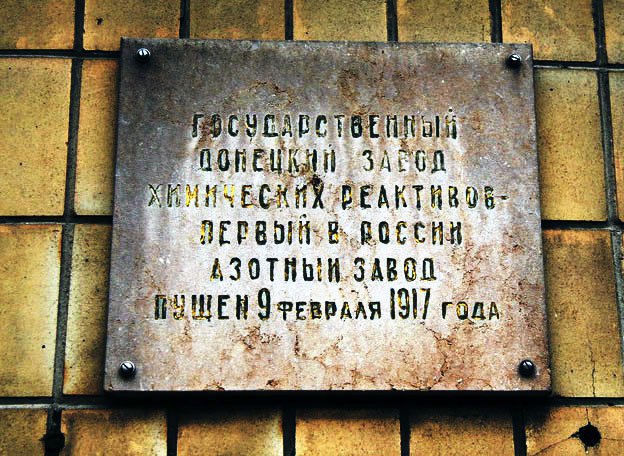 ГОСУДАРСТВЕННЫЙ
ДОНЕЦКИЙ ЗАВОД
ХИМИЧЕСКИХ РЕАКТИВОВ-
ПЕРВЫЙ В РОССИИ
АЗОТНЫЙ ЗАВОД
ПУЩЕН 9 ФЕВРАЛЯ 1917 ГОДА